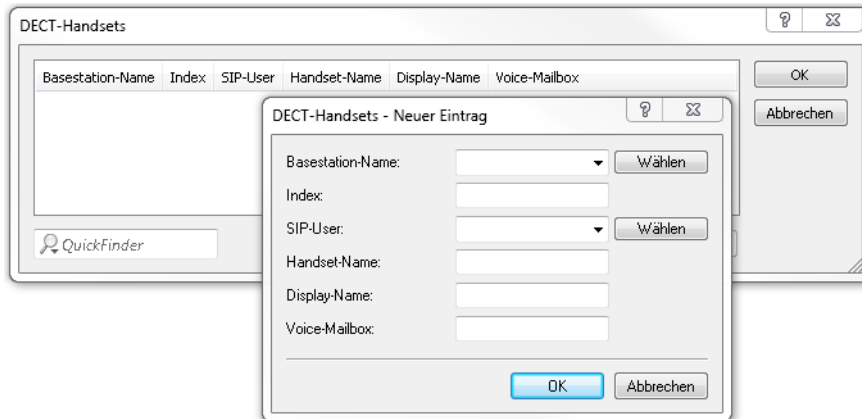 DECT-Handsets
Basestation-Name Index SIP-User Handset-Name Display-Name Voice-Mailbox
OK
Abbrechen
QuickFinder
DECT-Handsets - Neuer Eintrag
Basestation-Name: Wählen
Index:
SIP-User: Wählen
Handset-Name:
Display-Name:
Voice-Mailbox:
OK Abbrechen